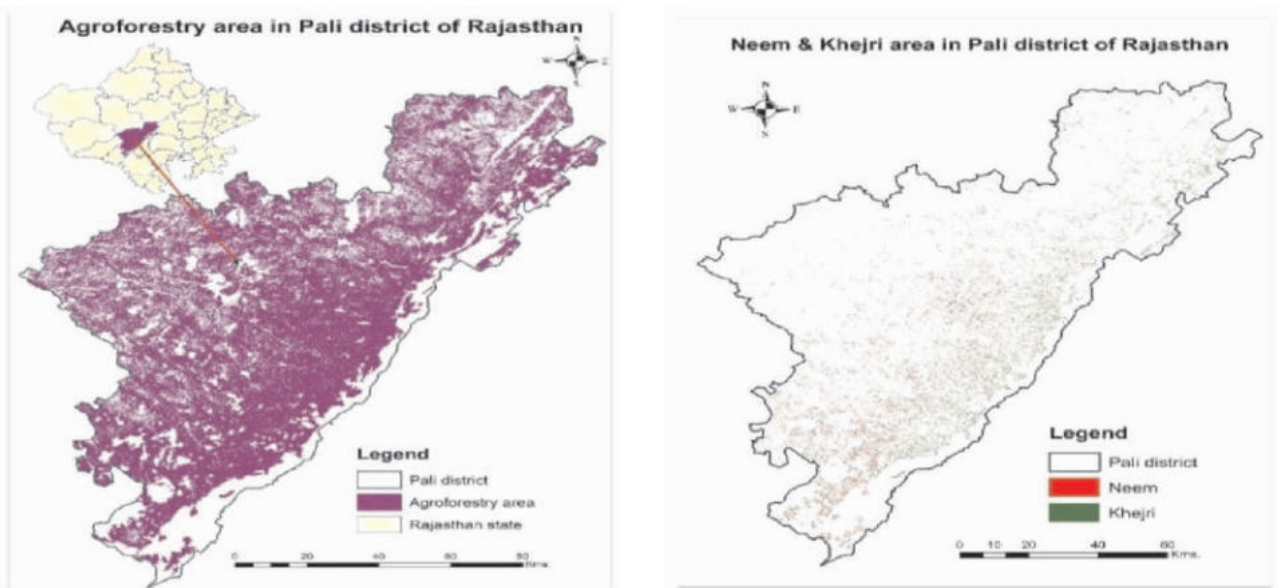 Agroforestry area in Pali district of Rajasthan
N
W E
S
Legend
Pali district
Agroforestry area
Rajasthan state
0 20 40 60 80
Kms.
Neem & Khejri area in Pali district of Rajasthan
N
W E
S
Legend
Pali district
Neem
Khejri
0 10 20 40 60
Kms.